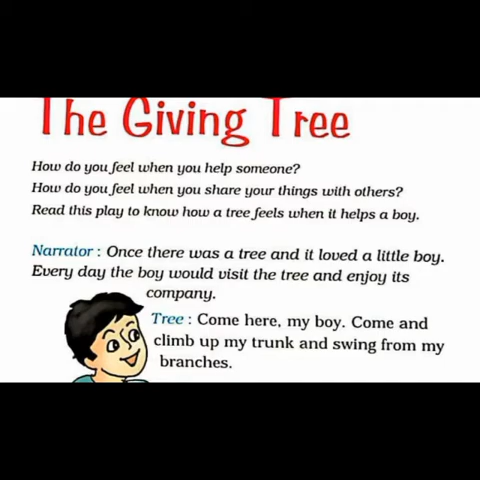 The Giving Tree
How do you feel when you help someone?
How do you feel when you share your things with others?
Read this play to know how a tree feels when it helps a boy.
Narrator : Once there was a tree and it loved a little boy.
Every day the boy would visit the tree and enjoy its
company.
Tree : Come here, my boy. Come and
climb up my trunk and swing from my
branches.